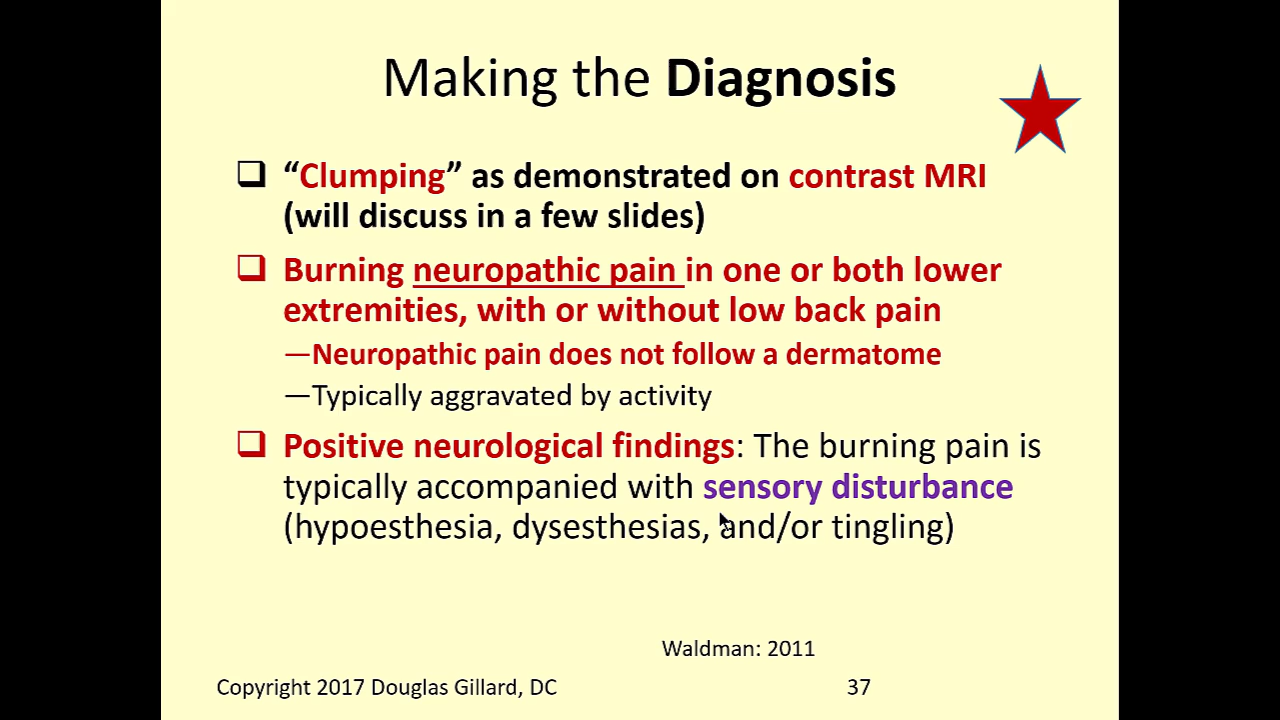 Making the Diagnosis
“Clumping” as demonstrated on contrast MRI
(will discuss in a few slides)
Burning neuropathic pain in one or both lower
extremities, with or without low back pain
—Neuropathic pain does not follow a dermatome
—Typically aggravated by activity
Positive neurological findings: The burning pain is
typically accompanied with sensory disturbance
(hypoesthesia, dysesthesias, and/or tingling)
Waldman: 2011
Copyright 2017 Douglas Gillard, DC
37